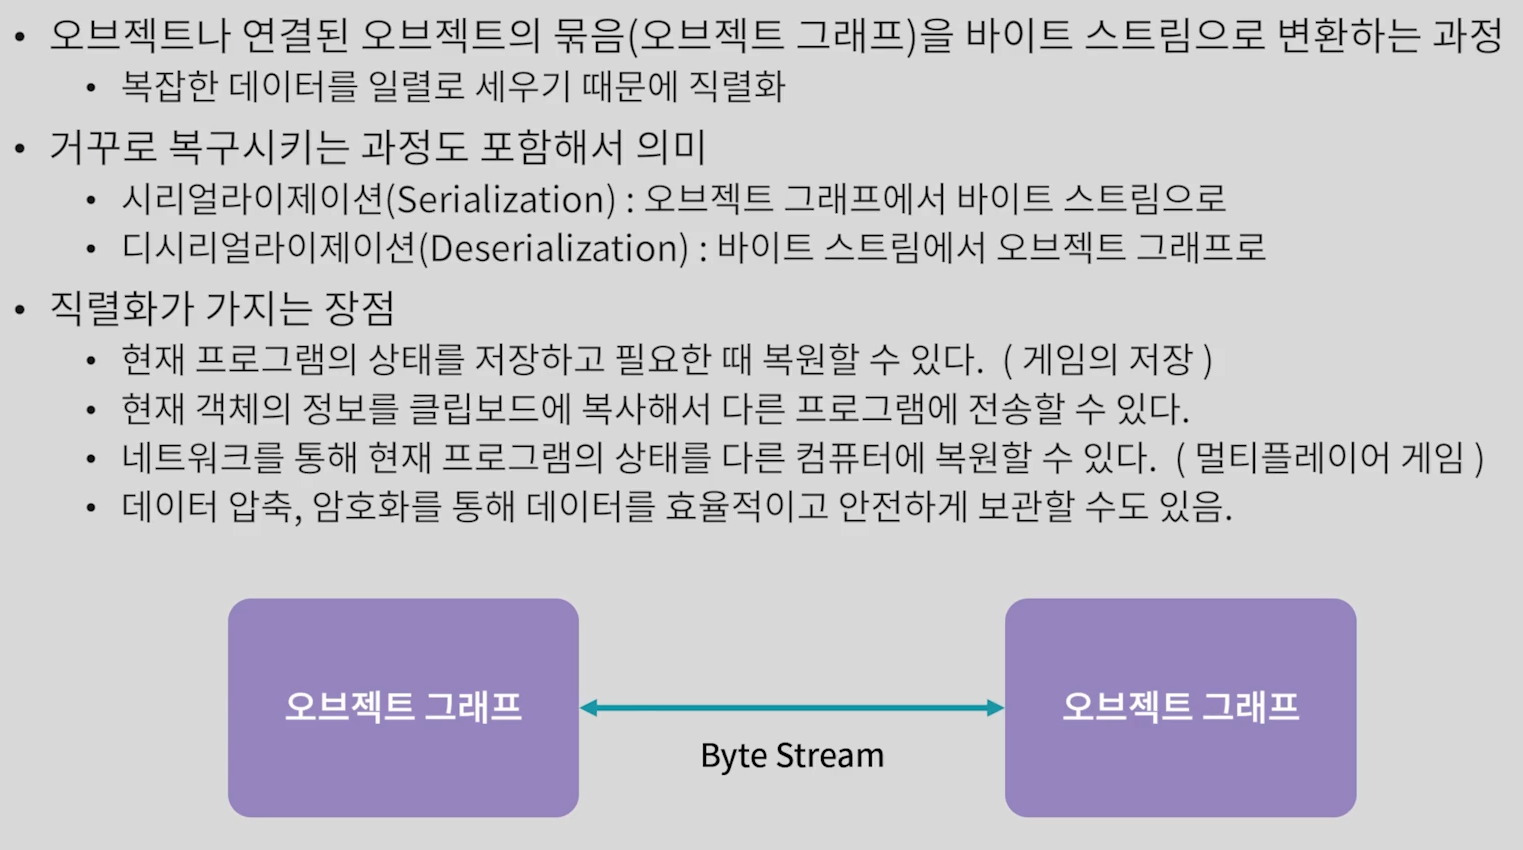 • 오브젝트나 연결된 오브젝트의 묶음(오브젝트 그래프)을 바이트 스트림으로 변환하는 과정
• 복잡한 데이터를 일렬로 세우기 때문에 직렬화
• 거꾸로 복구시키는 과정도 포함해서 의미
• 시리얼라이제이션(Serialization) : 오브젝트 그래프에서 바이트 스트림으로
• 디시리얼라이제이션(Deserialization) : 바이트 스트림에서 오브젝트 그래프로
• 직렬화가 가지는 장점
• 현재 프로그램의 상태를 저장하고 필요한 때 복원할 수 있다. ( 게임의 저장 )
• 현재 객체의 정보를 클립보드에 복사해서 다른 프로그램에 전송할 수 있다.
• 네트워크를 통해 현재 프로그램의 상태를 다른 컴퓨터에 복원할 수 있다. ( 멀티플레이어 게임 )
• 데이터 압축, 암호화를 통해 데이터를 효율적이고 안전하게 보관할 수도 있음.
오브젝트 그래프
Byte Stream
오브젝트 그래프